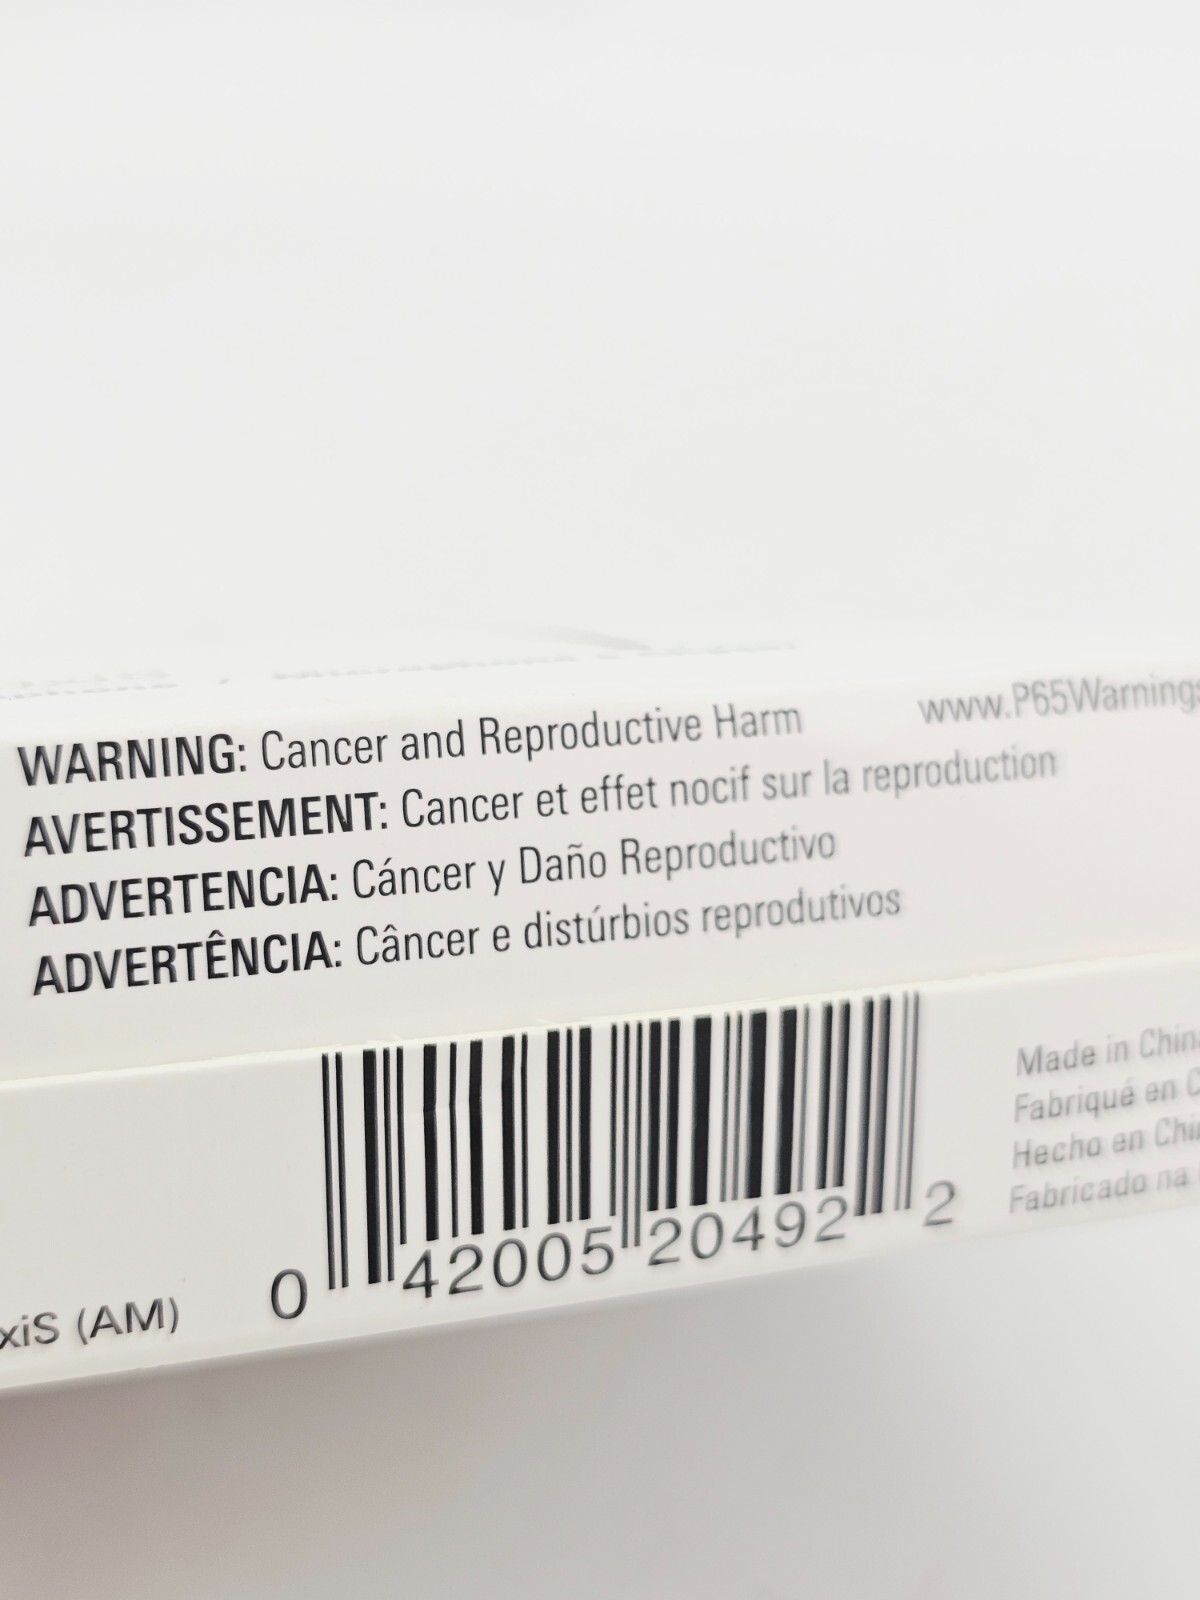 WARNING: Cancer and Reproductive Harm www.P65Warnings
AVERTISSEMENT: Cancer et effet nocif sur la reproduction
ADVERTENCIA: Cáncer y Daño Reproductivo
ADVERTÊNCIA: Câncer e distúrbios reprodutivos
Made in China
Fabriqué en C
Hecho en Chi
Fabricado na
0 42005 20492 2
xiS (AM)